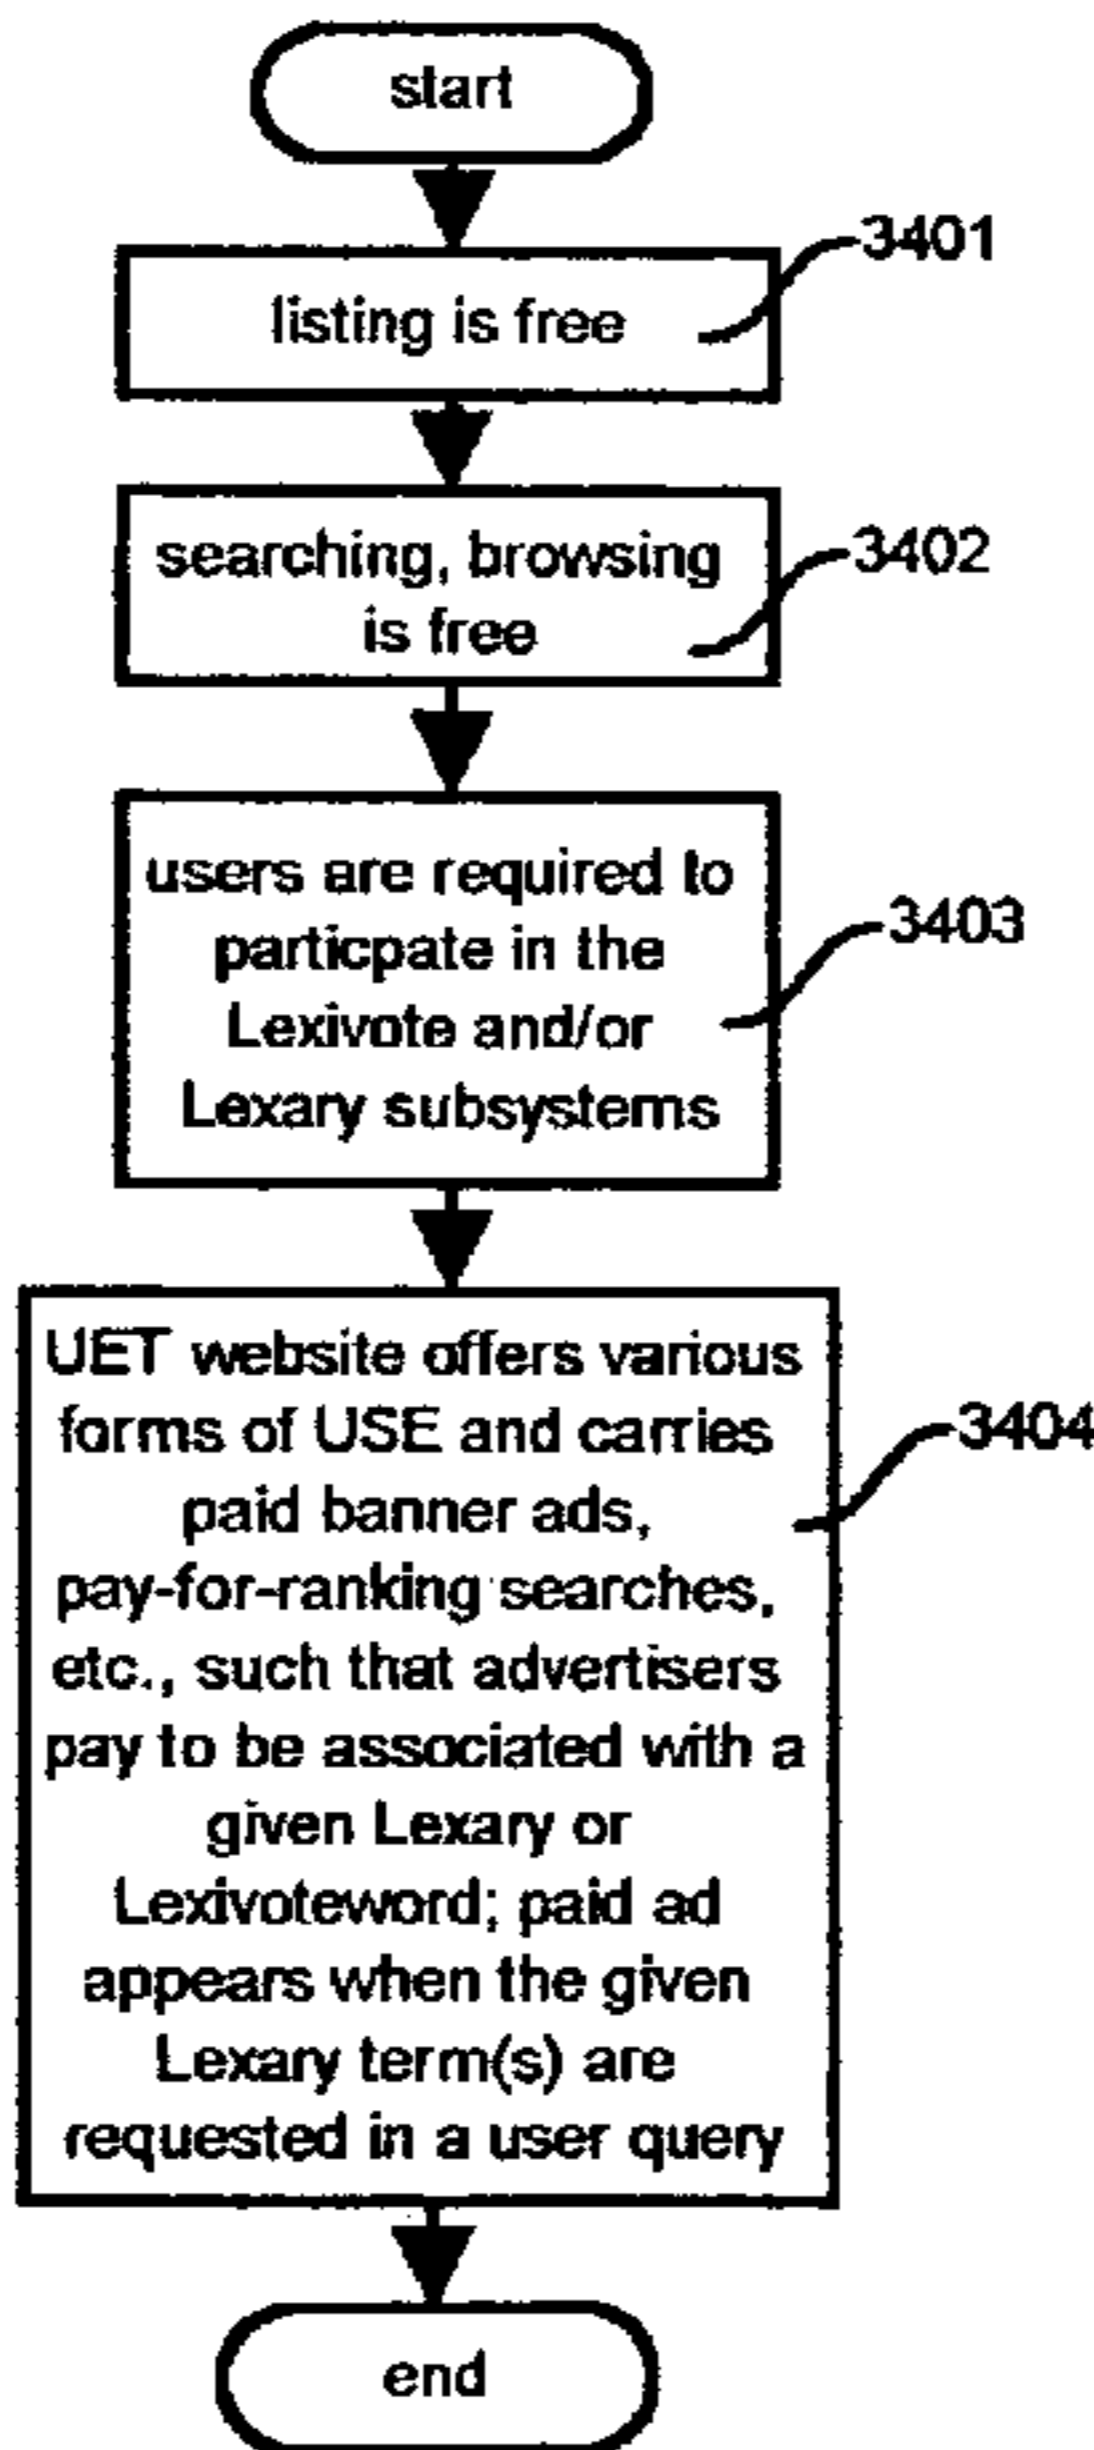 start
3401
listing is free
3402
searching, browsing
is free
3403
users are required to
particpate in the
Lexivote and/or
Lexary subsystems
3404
UET website offers various
forms of USE and carries
paid banner ads,
pay-for-ranking searches,
etc., such that advertisers
pay to be associated with a
given Lexary or
Lexivoteword; paid ad
appears when the given
Lexary term(s) are
requested in a user query
end